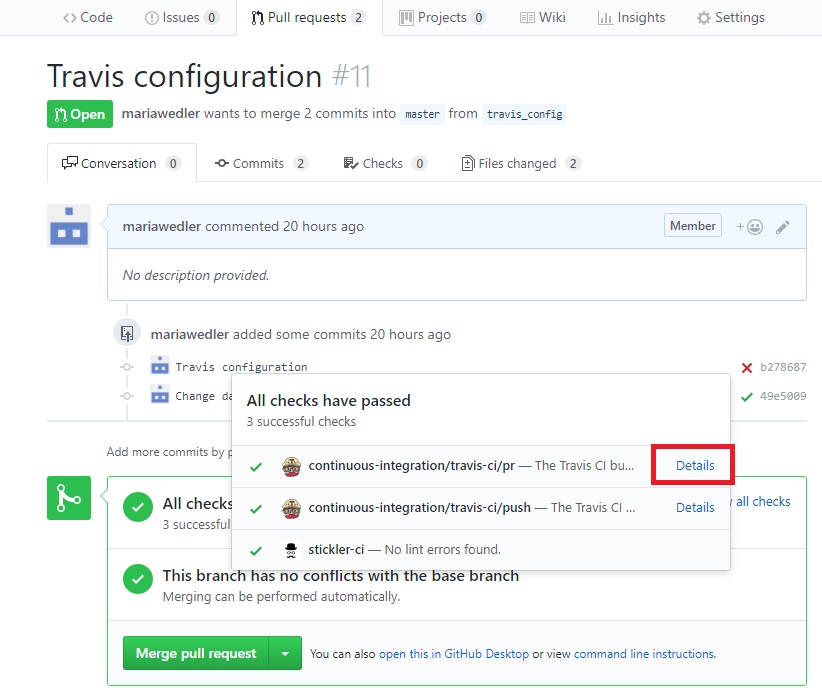 Code Issues 0 Pull requests 2 Projects 0 Wiki Insights Settings
Travis configuration #11
Open mariawedler wants to merge 2 commits into master from travis_config
Conversation 0 Commits 2 Checks 0 Files changed 2
mariawedler commented 20 hours ago Member +
No description provided.
mariawedler added some commits 20 hours ago
Travis configuration b278687
Change da 49e5009
All checks have passed
3 successful checks
continuous-integration/travis-ci/pr — The Travis CI bu... Details
continuous-integration/travis-ci/push — The Travis CI ... Details
stickler-ci — No lint errors found.
Add more commits by p
All checks all checks
3 successful
This branch has no conflicts with the base branch
Merging can be performed automatically.
Merge pull request You can also open this in GitHub Desktop or view command line instructions.